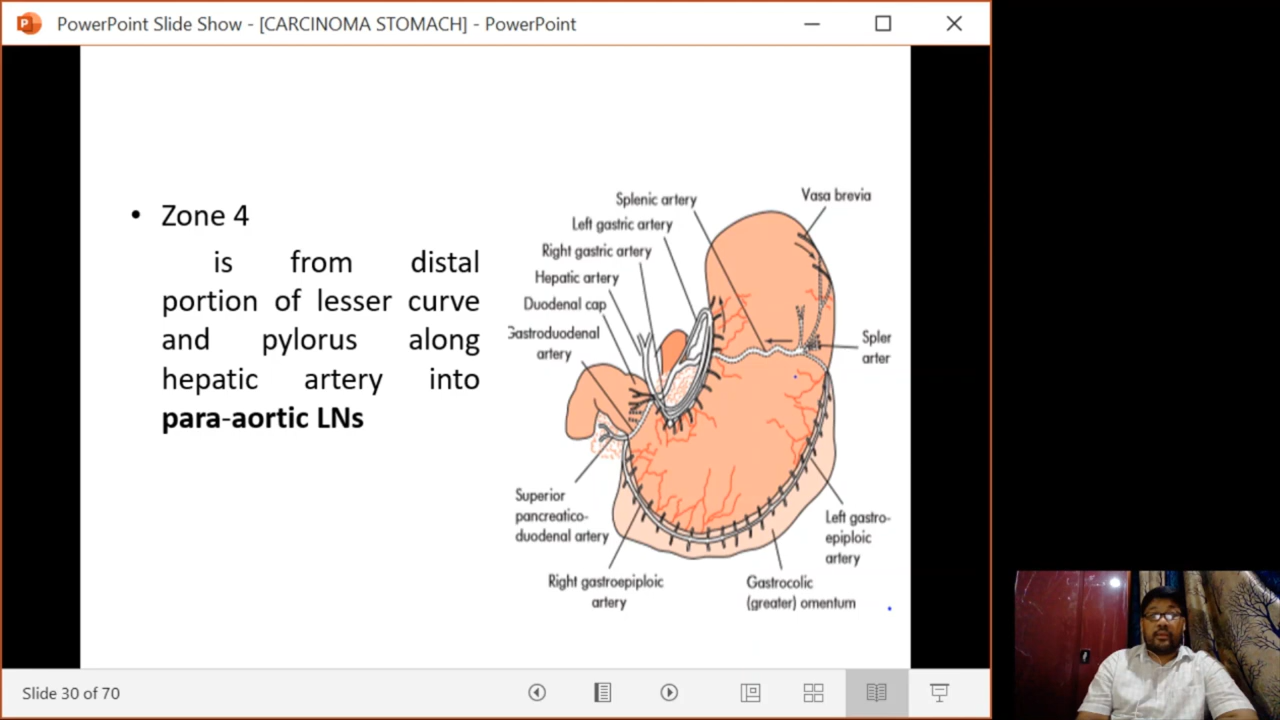 PowerPoint Slide Show - [CARCINOMA STOMACH] - PowerPoint
• Zone 4
is from distal
portion of lesser curve
and pylorus along
hepatic artery into
para-aortic LNs
Splenic artery
Vasa brevia
Left gastric artery
Right gastric artery
Hepatic artery
Duodenal cap
Gastroduodenal
artery
Spler
arter
Superior
pancreatico-
duodenal artery
Right gastroepiploic
artery
Left gastro-
epiploic
artery
Gastrocolic
(greater) omentum
Slide 30 of 70